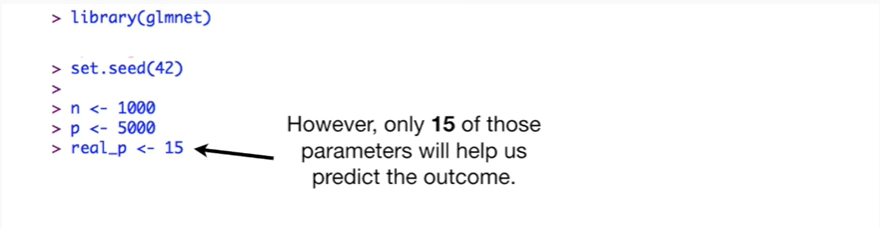 > library(glmnet)
> set.seed(42)
>
> n <- 1000
> p <- 5000
> real_p <- 15
However, only 15 of those
parameters will help us
predict the outcome.